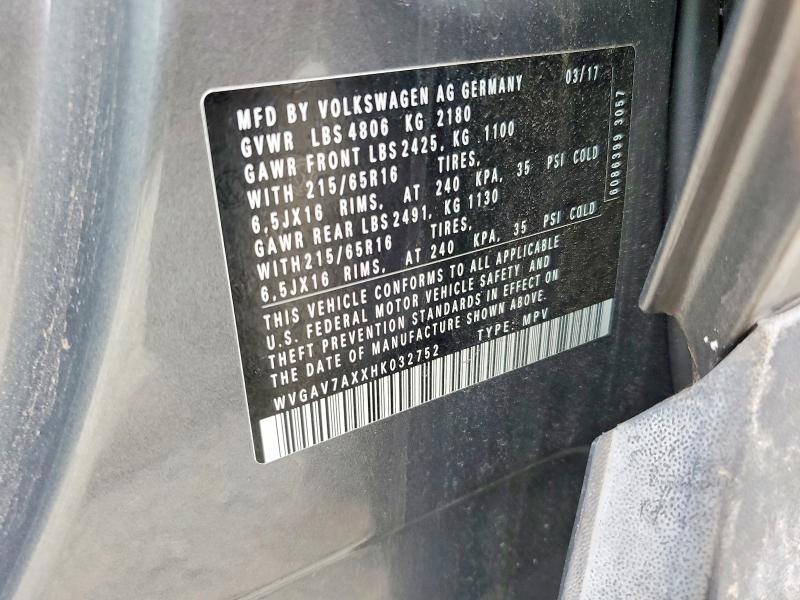 MFD BY VOLKSWAGEN AG GERMANY 03/17
GVWR LBS 4806 KG 2180
GAWR FRONT LBS 2425, KG 1100
WITH 215/65R16 TIRES,
6,5JX16 RIMS, AT 240 KPA, 35 PSI COLD
GAWR REAR LBS 2491, KG 1130
WITH 215/65R16 TIRES,
6,5JX16 RIMS, AT 240 KPA, 35 PSI COLD
THIS VEHICLE CONFORMS TO ALL APPLICABLE
U.S. FEDERAL MOTOR VEHICLE SAFETY AND
THEFT PREVENTION STANDARDS IN EFFECT ON
THE DATE OF MANUFACTURE SHOWN ABOVE.
WVGAV7AXXHK032752 TYPE: MPV
6086399 3057